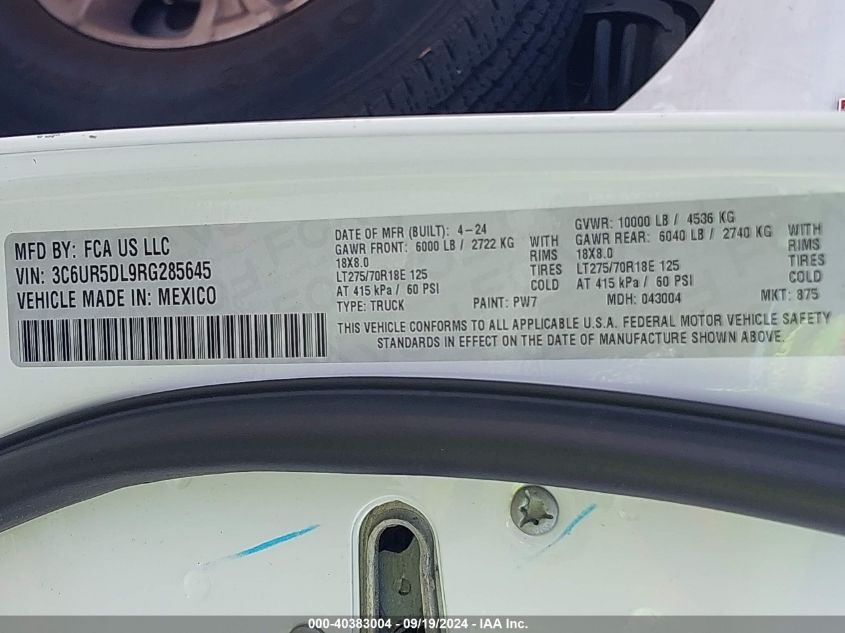 MFD BY: FCA US LLC
VIN: 3C6UR5DL9RG285645
VEHICLE MADE IN: MEXICO
DATE OF MFR (BUILT): 4-24
GAWR FRONT: 6000 LB / 2722 KG WITH
18X8.0 RIMS
LT275/70R18E 125 TIRES
AT 415 kPa / 60 PSI
TYPE: TRUCK PAINT: PW7
GVWR: 10000 LB / 4536 KG
GAWR REAR: 6040 LB / 2740 KG WITH
18X8.0 RIMS
LT275/70R18E 125 TIRES
AT 415 kPa / 60 PSI
MDH: 043004 MKT: 875
THIS VEHICLE CONFORMS TO ALL APPLICABLE U.S.A. FEDERAL MOTOR VEHICLE SAFETY
STANDARDS IN EFFECT ON THE DATE OF MANUFACTURE SHOWN ABOVE.
000-40383004 - 09/19/2024 - IAA Inc.